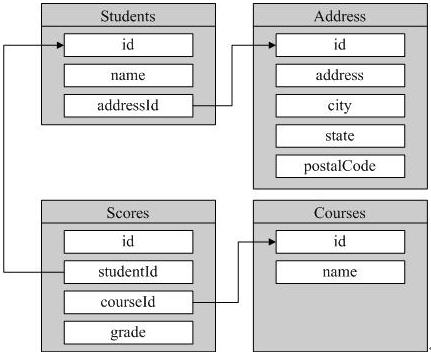 Students
id
name
addressId
Address
id
address
city
state
postalCode
Scores
id
studentId
courseId
grade
Courses
id
name